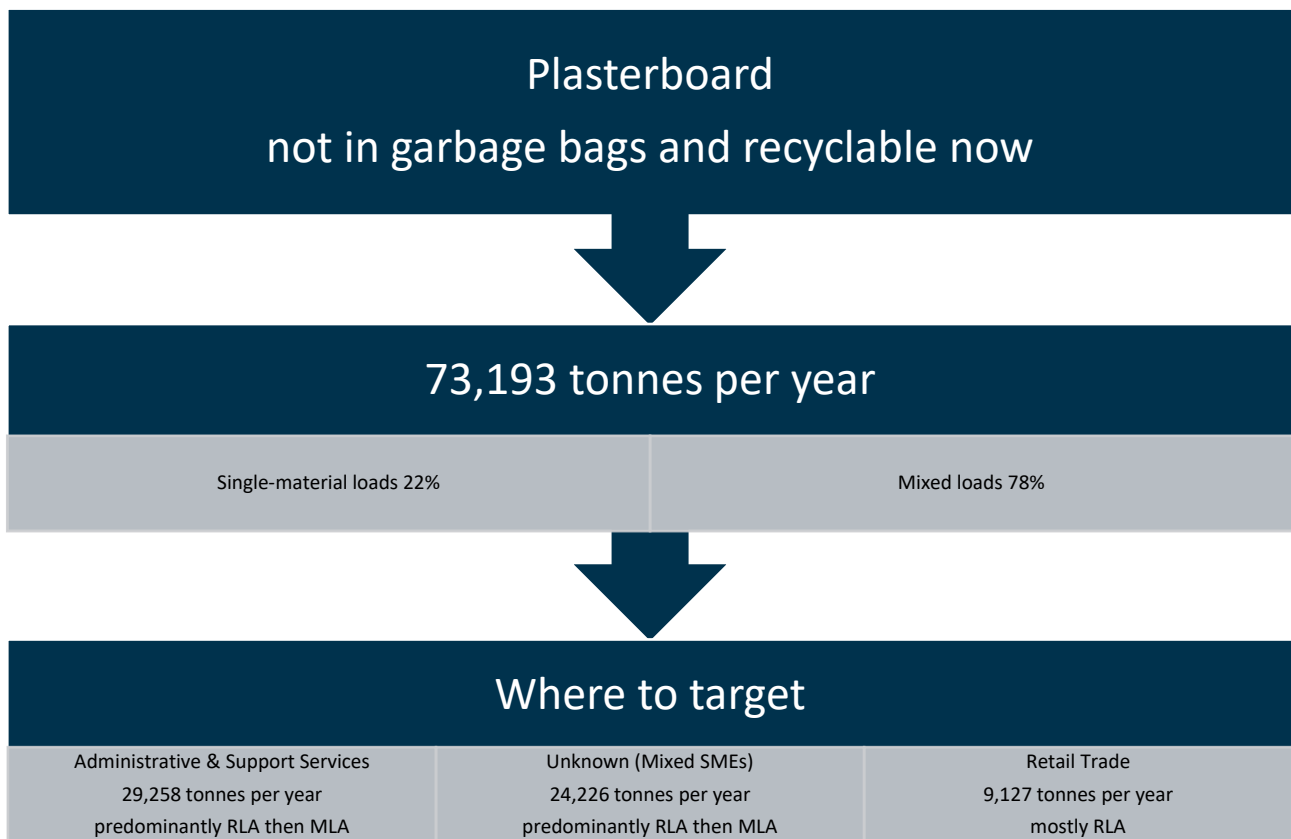 Plasterboard
not in garbage bags and recyclable now
73,193 tonnes per year
Single-material loads 22%
Mixed loads 78%
Where to target
Administrative & Support Services
29,258 tonnes per year
predominantly RLA then MLA
Unknown (Mixed SMEs)
24,226 tonnes per year
predominantly RLA then MLA
Retail Trade
9,127 tonnes per year
mostly RLA